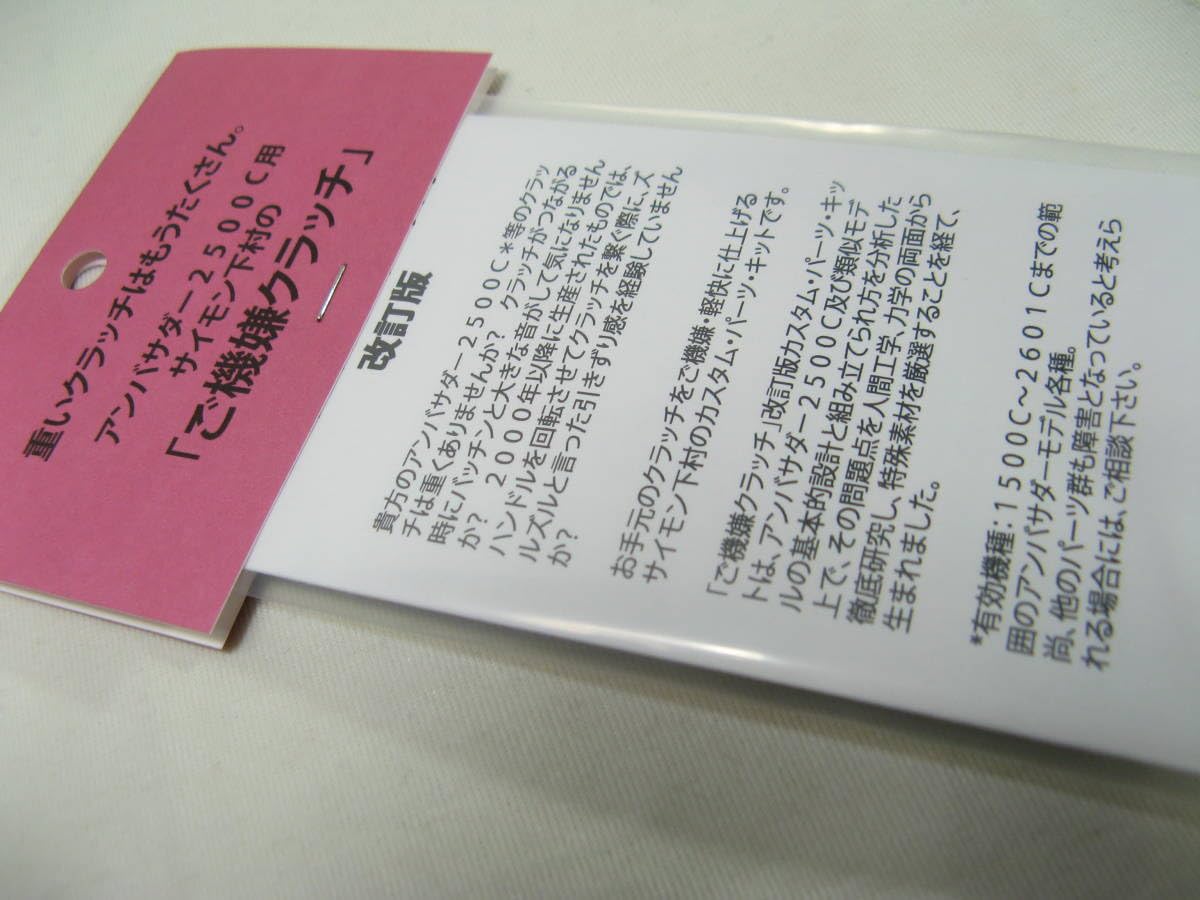 重いクラッチはもうたくさん。
アンバサダー２５００Ｃ用
サイモン下村の
「ご機嫌クラッチ」
改訂版
貴方のアンバサダー２５００Ｃ＊等のクラッ
チは重くありませんか？ クラッチがつながる
時にバッチンと大きな音がして気になりません
か？ ２０００年以降に生産されたものでは、
ハンドルを回転させてクラッチを繋ぐ際に、ズ
ルズルと言った引きずり感を経験していません
か？
お手元のクラッチをご機嫌・軽快に仕上げる
サイモン下村のカスタム・パーツ・キットです。
「ご機嫌クラッチ」改訂版カスタム・パーツ・キッ
トは、アンバサダー２５００Ｃ及び類似モデ
ルの基本的設計と組み立てられ方を分析した
上で、その問題点を人間工学、力学の両面から
徹底研究し、特殊素材を厳選することを経て、
生まれました。
*有効機種：１５００Ｃ～２６０１Ｃまでの範
囲のアンバサダーモデル各種。
尚、他のパーツ群も障害となっていると考えら
れる場合には、ご相談下さい。